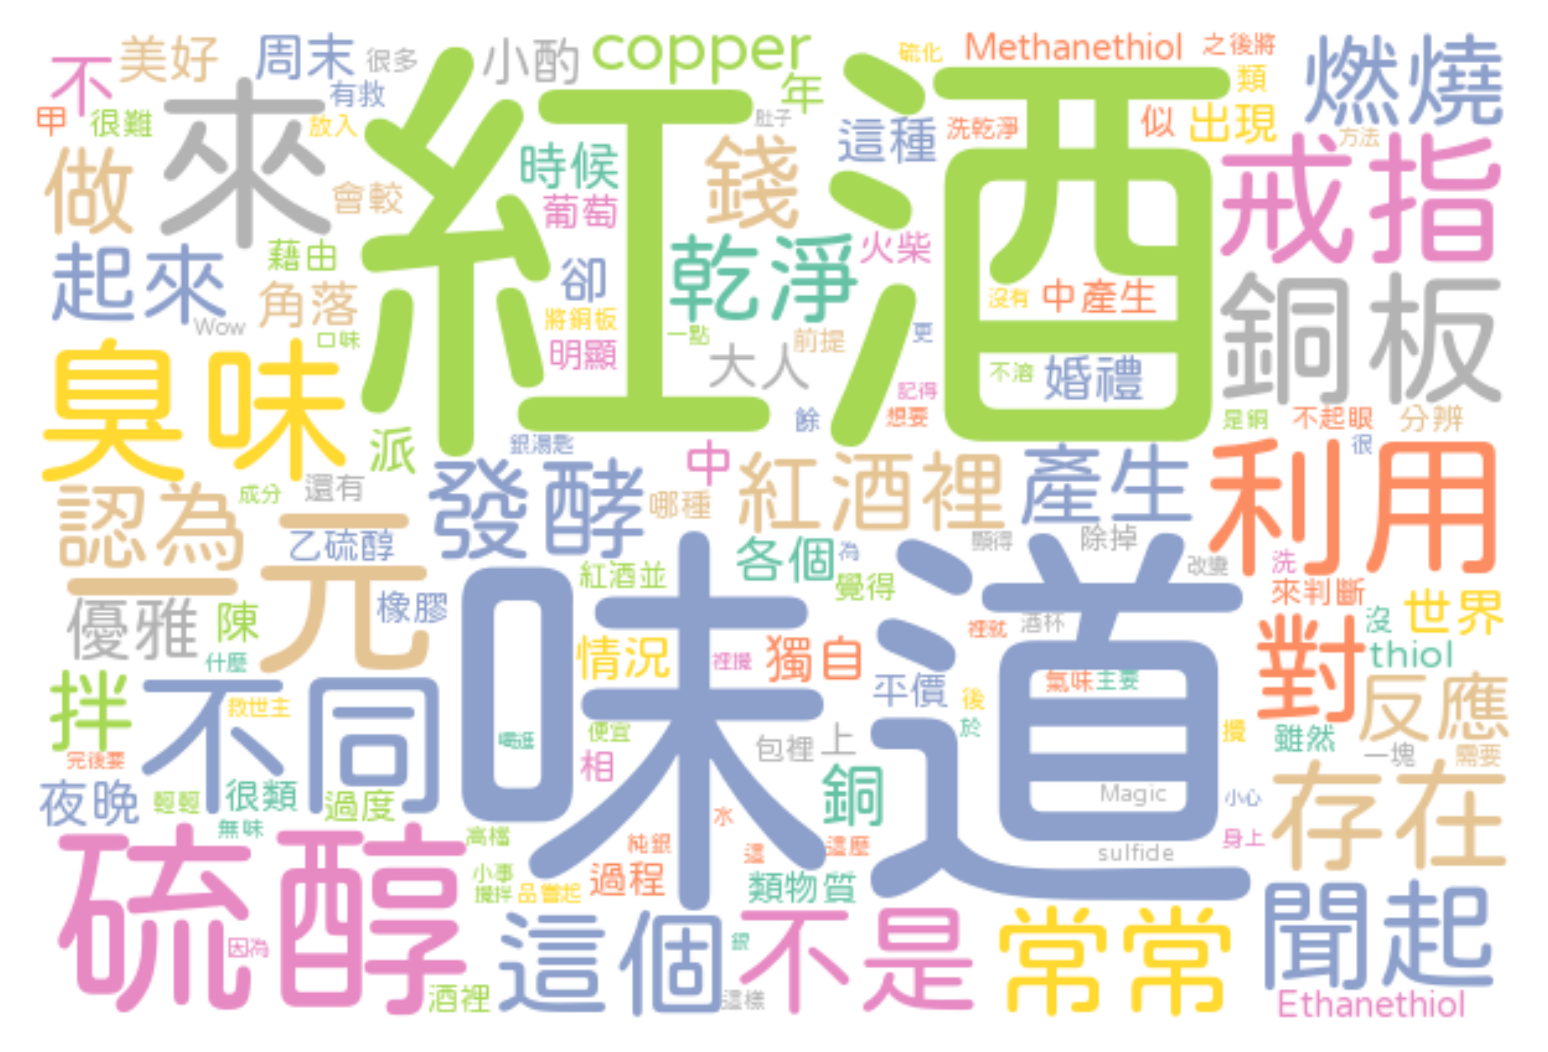 不
美好
周末
很多
小酌
copper
硫化
Methanethiol
之後將
類
燃燒
甲
很難
有救
放入
來
紅酒
年
肚子
這種
洗乾淨
似
出現
方法
做
會較
時候
葡萄
錢
戒指
起來
藉由
角落
Wow
口味
卻
將銅板
明顯
乾淨
火柴
一點
大人
前提
更
沒有
中產生
不溶
婚禮
記得
想要
銅板
臭味
派
銀湯匙
餘
是銅
不起眼
分辨
很
認為
成分
還有
發酵
中
哪種
紅酒裡
產生
利用
一元
乙硫醇
各個
為
顯得
除掉
改變
洗
優雅
陳
什麼
橡膠
紅酒並
覺得
味道
情況
裡攪
獨自
裡就
酒杯
來判斷
沒
世界
對
thiol
拌
不同
救世主
平價
後
於
氣味
主要
攪
反應
雖然
一塊
需要
完後要
便宜
相
包裡
上
夜晚
輕輕
很類
無味
過度
銅
Magic
小心
存在
硫醇
高檔
水
純銀
這
這麼
sulfide
身上
小事
攪拌
品嘗起
過程
類物質
因為
酒裡
這個
銀
這樣
不是
常常
聞起
Ethanethiol